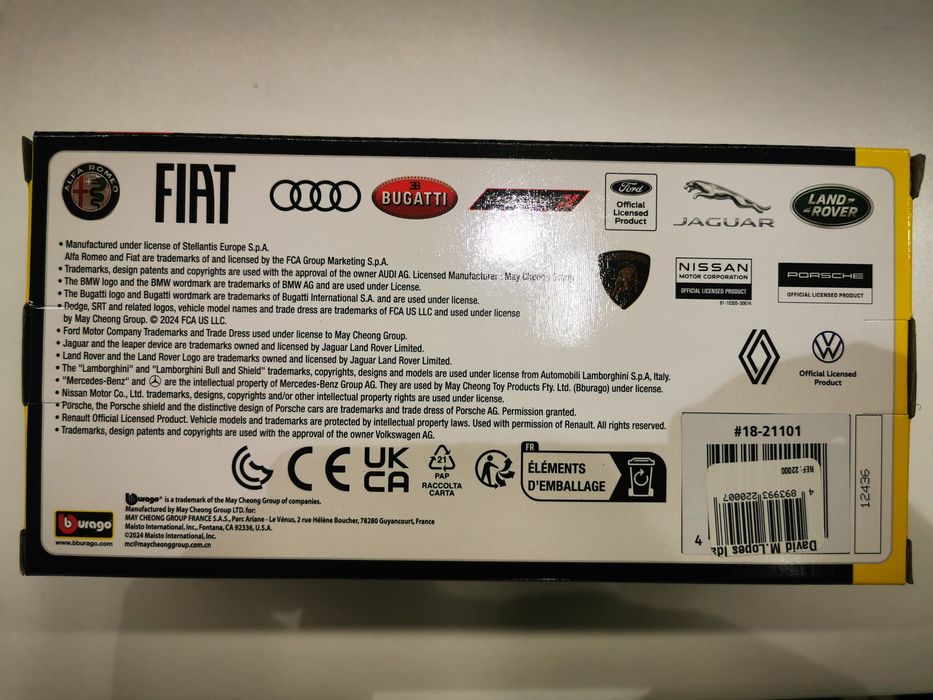 ALFA ROMEO
FIAT
BUGATTI
Ford
Official
Licensed
Product
JAGUAR
LAND-
ROVER
• Manufactured under license of Stellantis Europe S.p.A.
Alfa Romeo and Fiat are trademarks of and licensed by the FCA Group Marketing S.p.A.
• Trademarks, design patents and copyrights are used with the approval of the owner AUDI AG. Licensed Manufacturer : May Cheong
• The BMW logo and the BMW wordmark are trademarks of BMW AG and are used under License.
• The Bugatti logo and Bugatti wordmark are trademarks of Bugatti International S.A. and are used under license.
• Dodge, SRT and related logos, vehicle model names and trade dress are trademarks of FCA US LLC and used under license
by May Cheong Group. © 2024 FCA US LLC.
• Ford Motor Company Trademarks and Trade Dress used under license to May Cheong Group.
• Jaguar and the leaper device are trademarks owned and licensed by Jaguar Land Rover Limited.
• Land Rover and the Land Rover Logo are trademarks owned and licensed by Jaguar Land Rover Limited.
• The "Lamborghini" and "Lamborghini Bull and Shield" trademarks, copyrights, designs and models are used under license from Automobili Lamborghini S.p.A, Italy.
• "Mercedes-Benz" and are the intellectual property of Mercedes-Benz Group AG. They are used by May Cheong Toy Products Fty. Ltd. (Bburago) under license.
• Nissan Motor Co., Ltd. trademarks, designs, copyrights and/or other intellectual property rights are used under license.
• Porsche, the Porsche shield and the distinctive design of Porsche cars are trademarks and trade dress of Porsche AG. Permission granted.
• Renault Official Licensed Product. Vehicle models and trademarks are protected by intellectual property laws. Used with permission of Renault. All rights reserved.
• Trademarks, design patents and copyrights are used with the approval of the owner Volkswagen AG.
LAMBORGHINI
NISSAN
MOTOR CORPORATION
OFFICIAL LICENSED PRODUCT
91-10305-30674
PORSCHE
OFFICIAL LICENSED PRODUCT
Official Licensed
Product
CE
UK
CA
21
PAP
RACCOLTA
CARTA
FR
ÉLÉMENTS
D'EMBALLAGE
#18-21101
REF: 22000
4 893993 220007
David M.Lopes lda
4
12436
bburago
www.bburago.com
bburago® is a trademark of the May Cheong Group of companies.
Manufactured by May Cheong Group LTD.for:
MAY CHEONG GROUP FRANCE S.A.S., Parc Ariane - Le Vénus, 2 rue Hélène Boucher, 78280 Guyancourt, France
Maisto International, Inc., Fontana, CA 92336, U.S.A.
©2024 Maisto International, Inc.
mc@maycheonggroup.com.cn